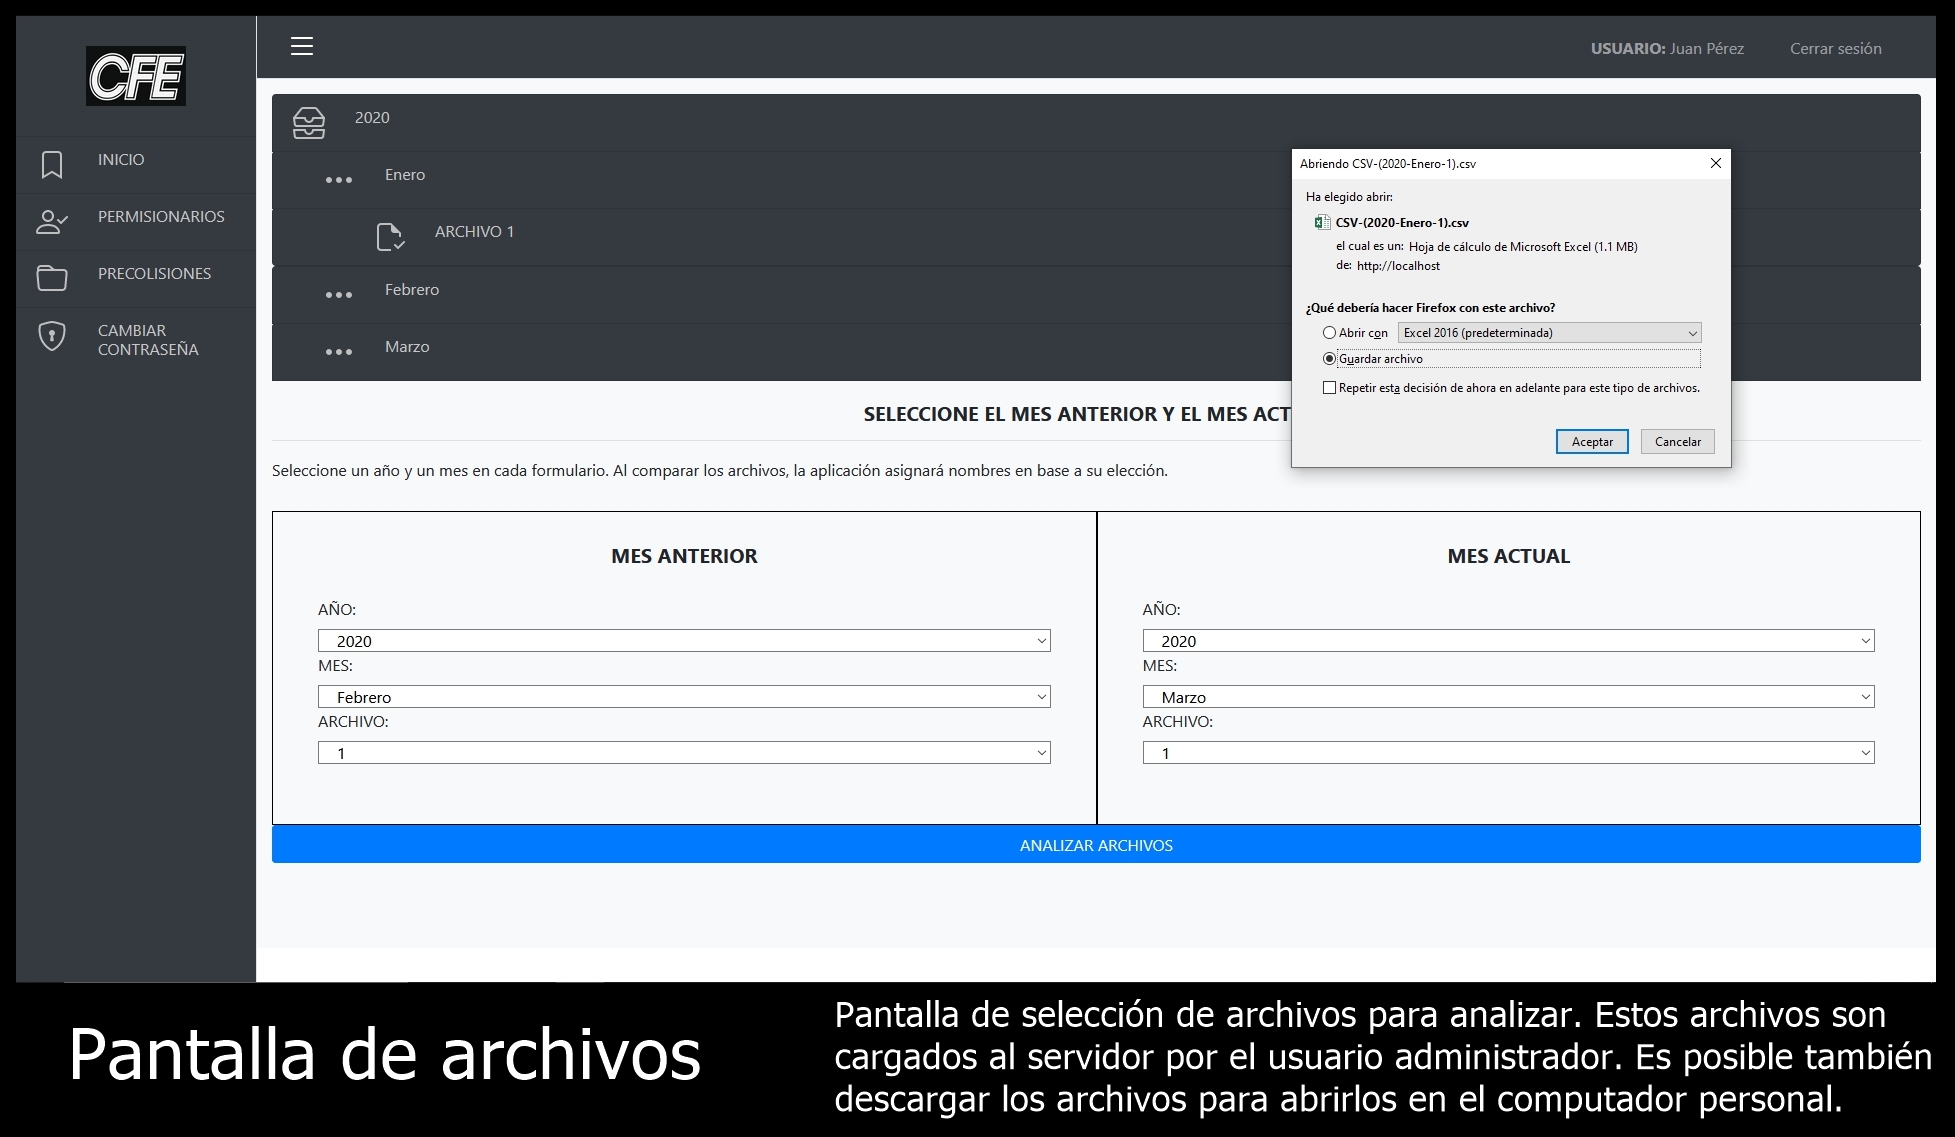 CFE
USUARIO: Juan Pérez
Cerrar sesión
INICIO
PERMISIONARIOS
PRECOLISIONES
CAMBIAR
CONTRASEÑA
2020
Enero
ARCHIVO 1
Febrero
Marzo
Abriendo CSV-(2020-Enero-1).csv
Ha elegido abrir:
CSV-(2020-Enero-1).csv
el cual es un: Hoja de cálculo de Microsoft Excel (1.1 MB)
de: http://localhost
¿Qué debería hacer Firefox con este archivo?
Abrir con
Excel 2016 (predeterminada)
Guardar archivo
Repetir esta decisión de ahora en adelante para este tipo de archivos.
Aceptar
Cancelar
SELECCIONE EL MES ANTERIOR Y EL MES ACT
Seleccione un año y un mes en cada formulario. Al comparar los archivos, la aplicación asignará nombres en base a su elección.
MES ANTERIOR
AÑO:
2020
MES:
Febrero
ARCHIVO:
1
MES ACTUAL
AÑO:
2020
MES:
Marzo
ARCHIVO:
1
ANALIZAR ARCHIVOS
Pantalla de archivos
Pantalla de selección de archivos para analizar. Estos archivos son
cargados al servidor por el usuario administrador. Es posible también
descargar los archivos para abrirlos en el computador personal.